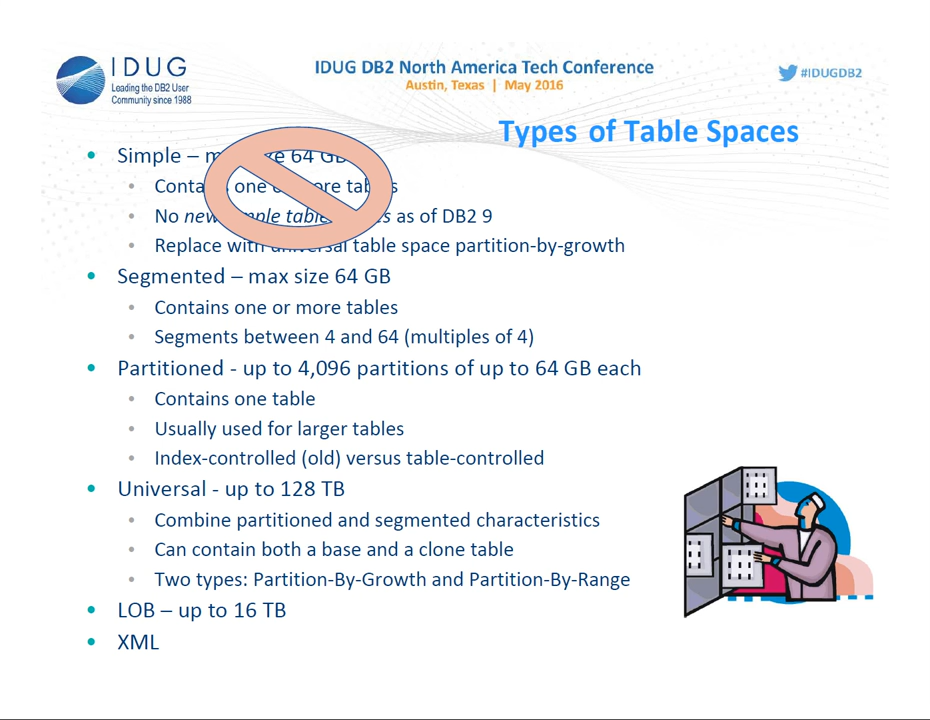 IDUG
Leading the DB2 User
Community since 1988
IDUG DB2 North America Tech Conference
Austin, Texas | May 2016
#IDUGDB2
Types of Table Spaces
• Simple – 64 GB
• one more
• No as of DB2 9
• Replace with universal table space partition-by-growth
• Segmented – max size 64 GB
• Contains one or more tables
• Segments between 4 and 64 (multiples of 4)
• Partitioned - up to 4,096 partitions of up to 64 GB each
• Contains one table
• Usually used for larger tables
• Index-controlled (old) versus table-controlled
• Universal - up to 128 TB
• Combine partitioned and segmented characteristics
• Can contain both a base and a clone table
• Two types: Partition-By-Growth and Partition-By-Range
• LOB – up to 16 TB
• XML